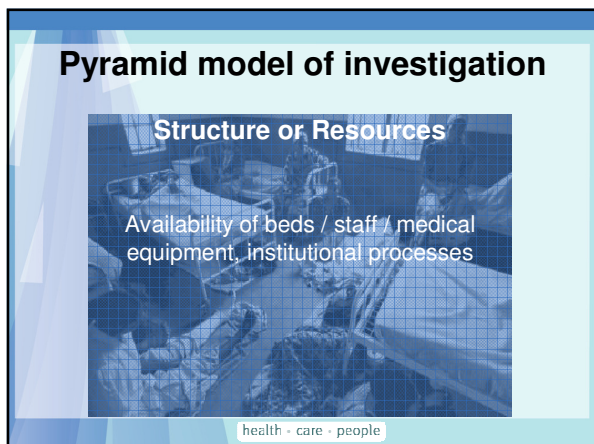 Pyramid model of investigation
Structure or Resources
Availability of beds / staff / medical
equipment, institutional processes
health • care • people